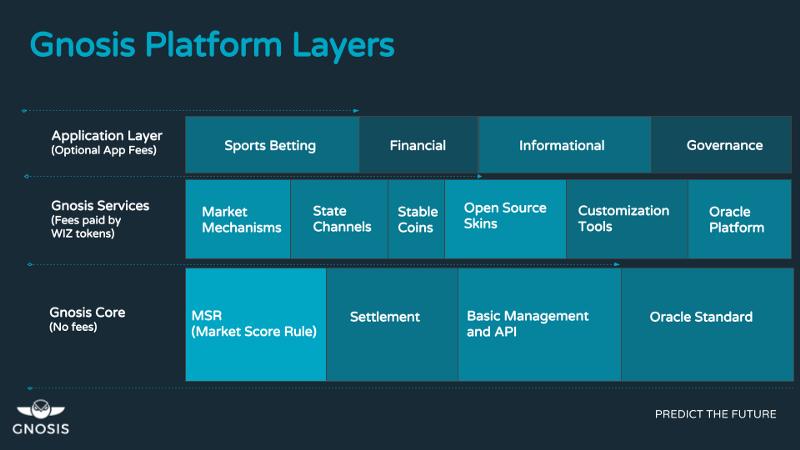 Gnosis Platform Layers
Application Layer
(Optional App Fees)
Sports Betting
Financial
Informational
Governance
Gnosis Services
(Fees paid by
WIZ tokens)
Market
Mechanisms
State
Channels
Stable
Coins
Open Source
Skins
Customization
Tools
Oracle
Platform
Gnosis Core
(No fees)
MSR
(Market Score Rule)
Settlement
Basic Management
and API
Oracle Standard
GNOSIS
PREDICT THE FUTURE